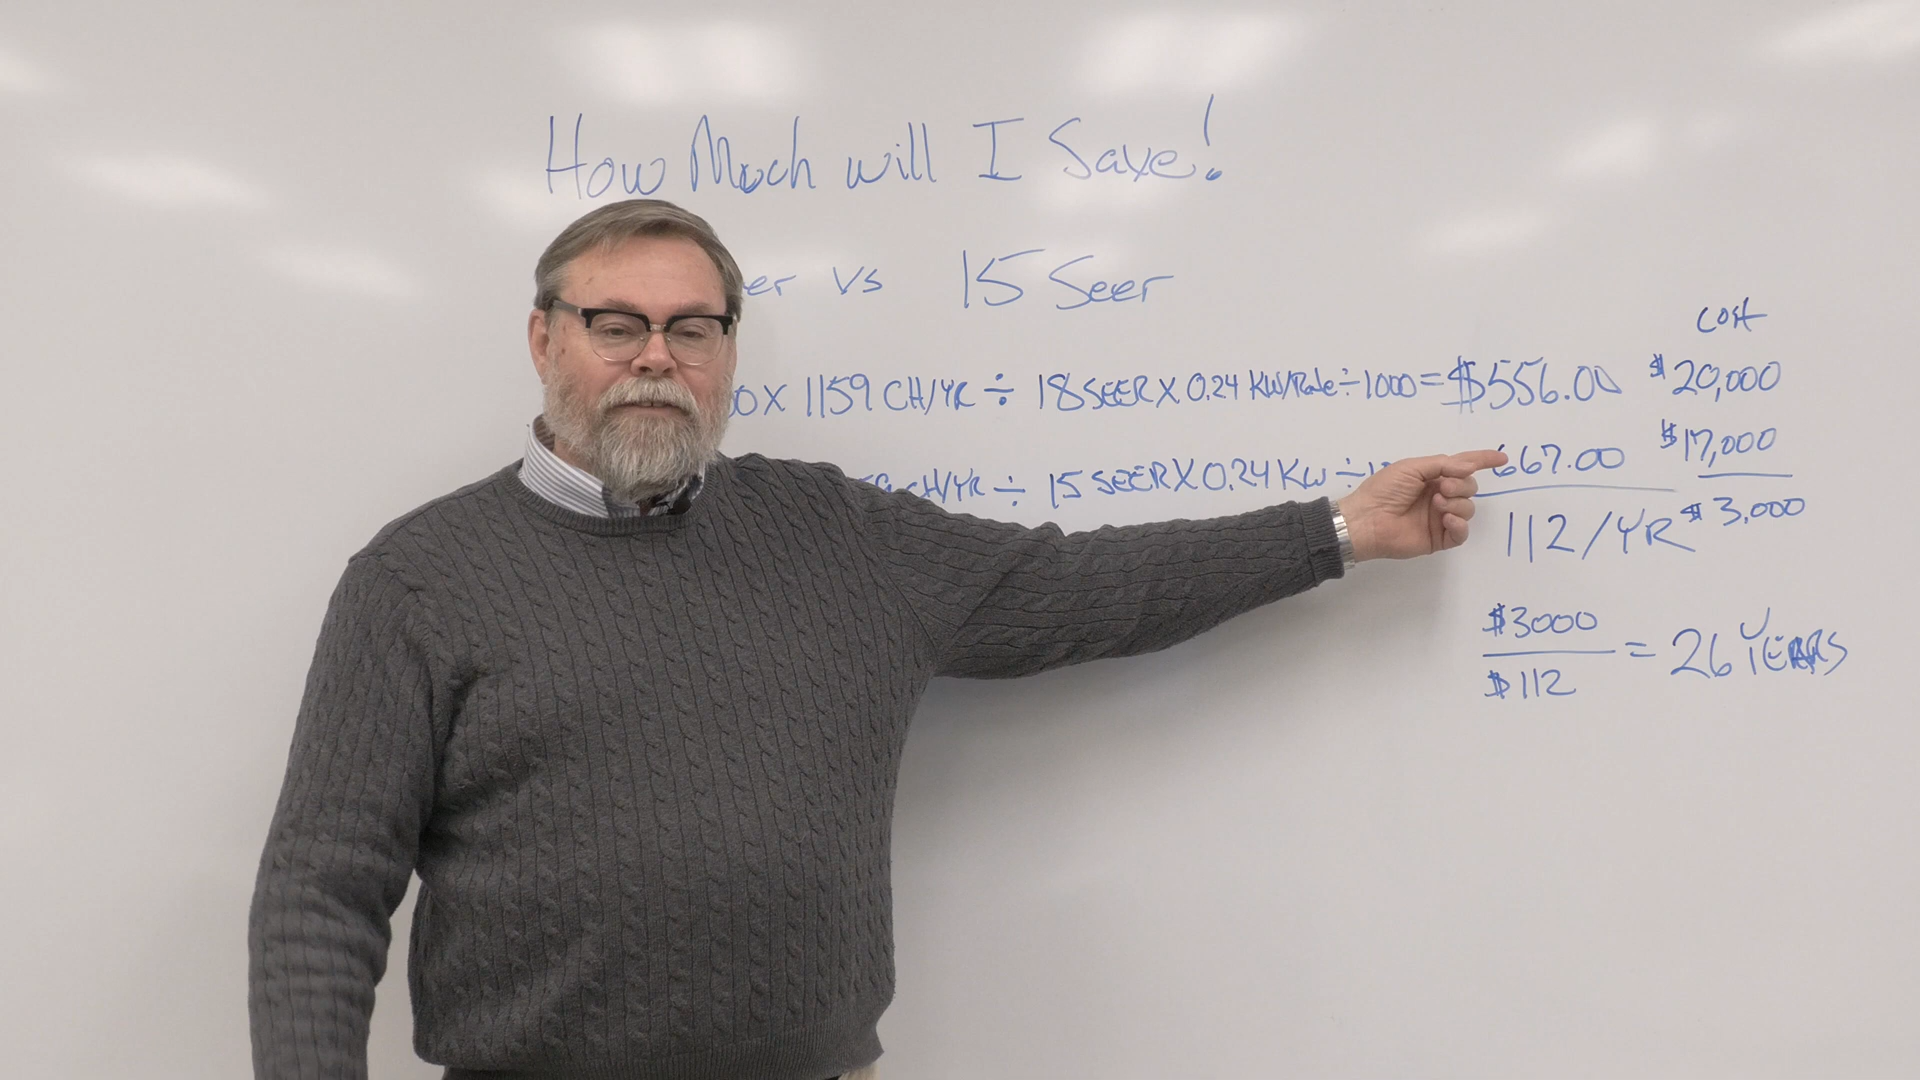 How Much will I Save!
er vs 15 Seer
COST
0 X 1159 CH/YR ÷ 18 SEER X 0.24 KW/Rate ÷ 1000 = $556.00 $20,000
59 CH/YR ÷ 15 SEER X 0.24 KW ÷ 1 667.00 $17,000
112/YR $3,000
$3000
$112
= 26 YEARS